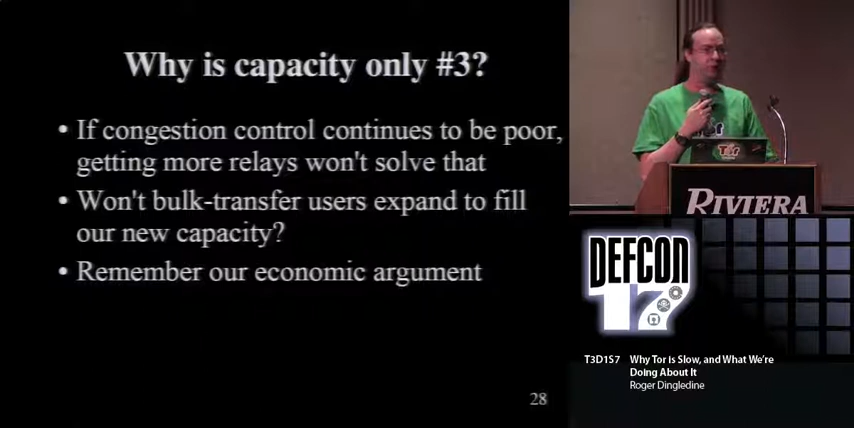 Why is capacity only #3?
• If congestion control continues to be poor,
getting more relays won't solve that
• Won't bulk-transfer users expand to fill
our new capacity?
• Remember our economic argument
28
Tor
RIVIERA
DEFCON
17
T3D1S7 Why Tor is Slow, and What We're
Doing About It
Roger Dingledine